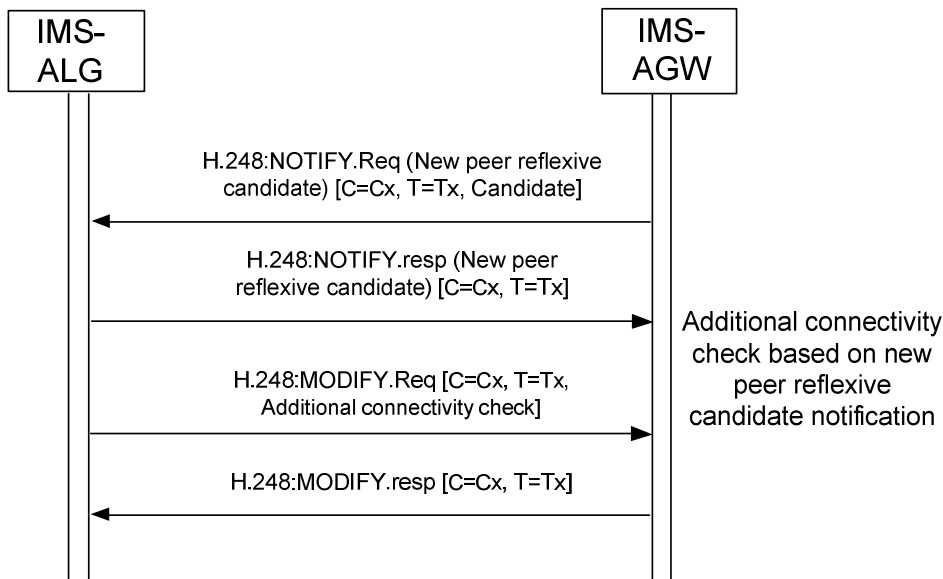 IMS-
ALG
IMS-
AGW
H.248:NOTIFY.Req (New peer reflexive
candidate) [C=Cx, T=Tx, Candidate]
H.248:NOTIFY.resp (New peer
reflexive candidate) [C=Cx, T=Tx]
Additional connectivity
check based on new
peer reflexive
candidate notification
H.248:MODIFY.Req [C=Cx, T=Tx,
Additional connectivity check]
H.248:MODIFY.resp [C=Cx, T=Tx]